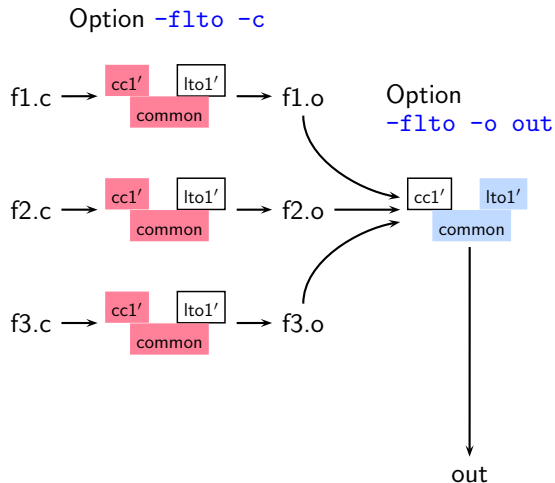 Option -flto -c
f1.c cc1′ lto1′ common f1.o
Option
-flto -o out
f2.c cc1′ lto1′ common f2.o
cc1′ lto1′ common
f3.c cc1′ lto1′ common f3.o
out